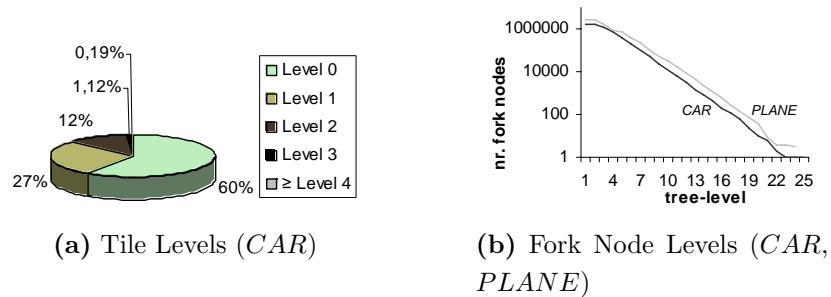 0,19%
1,12%
12%
27%
60%
Level 0
Level 1
Level 2
Level 3
≥ Level 4
(a) Tile Levels (CAR)
nr. fork nodes
1000000
10000
100
1
CAR
PLANE
1 4 7 10 13 16 19 22 25
tree-level
(b) Fork Node Levels (CAR,
PLANE)